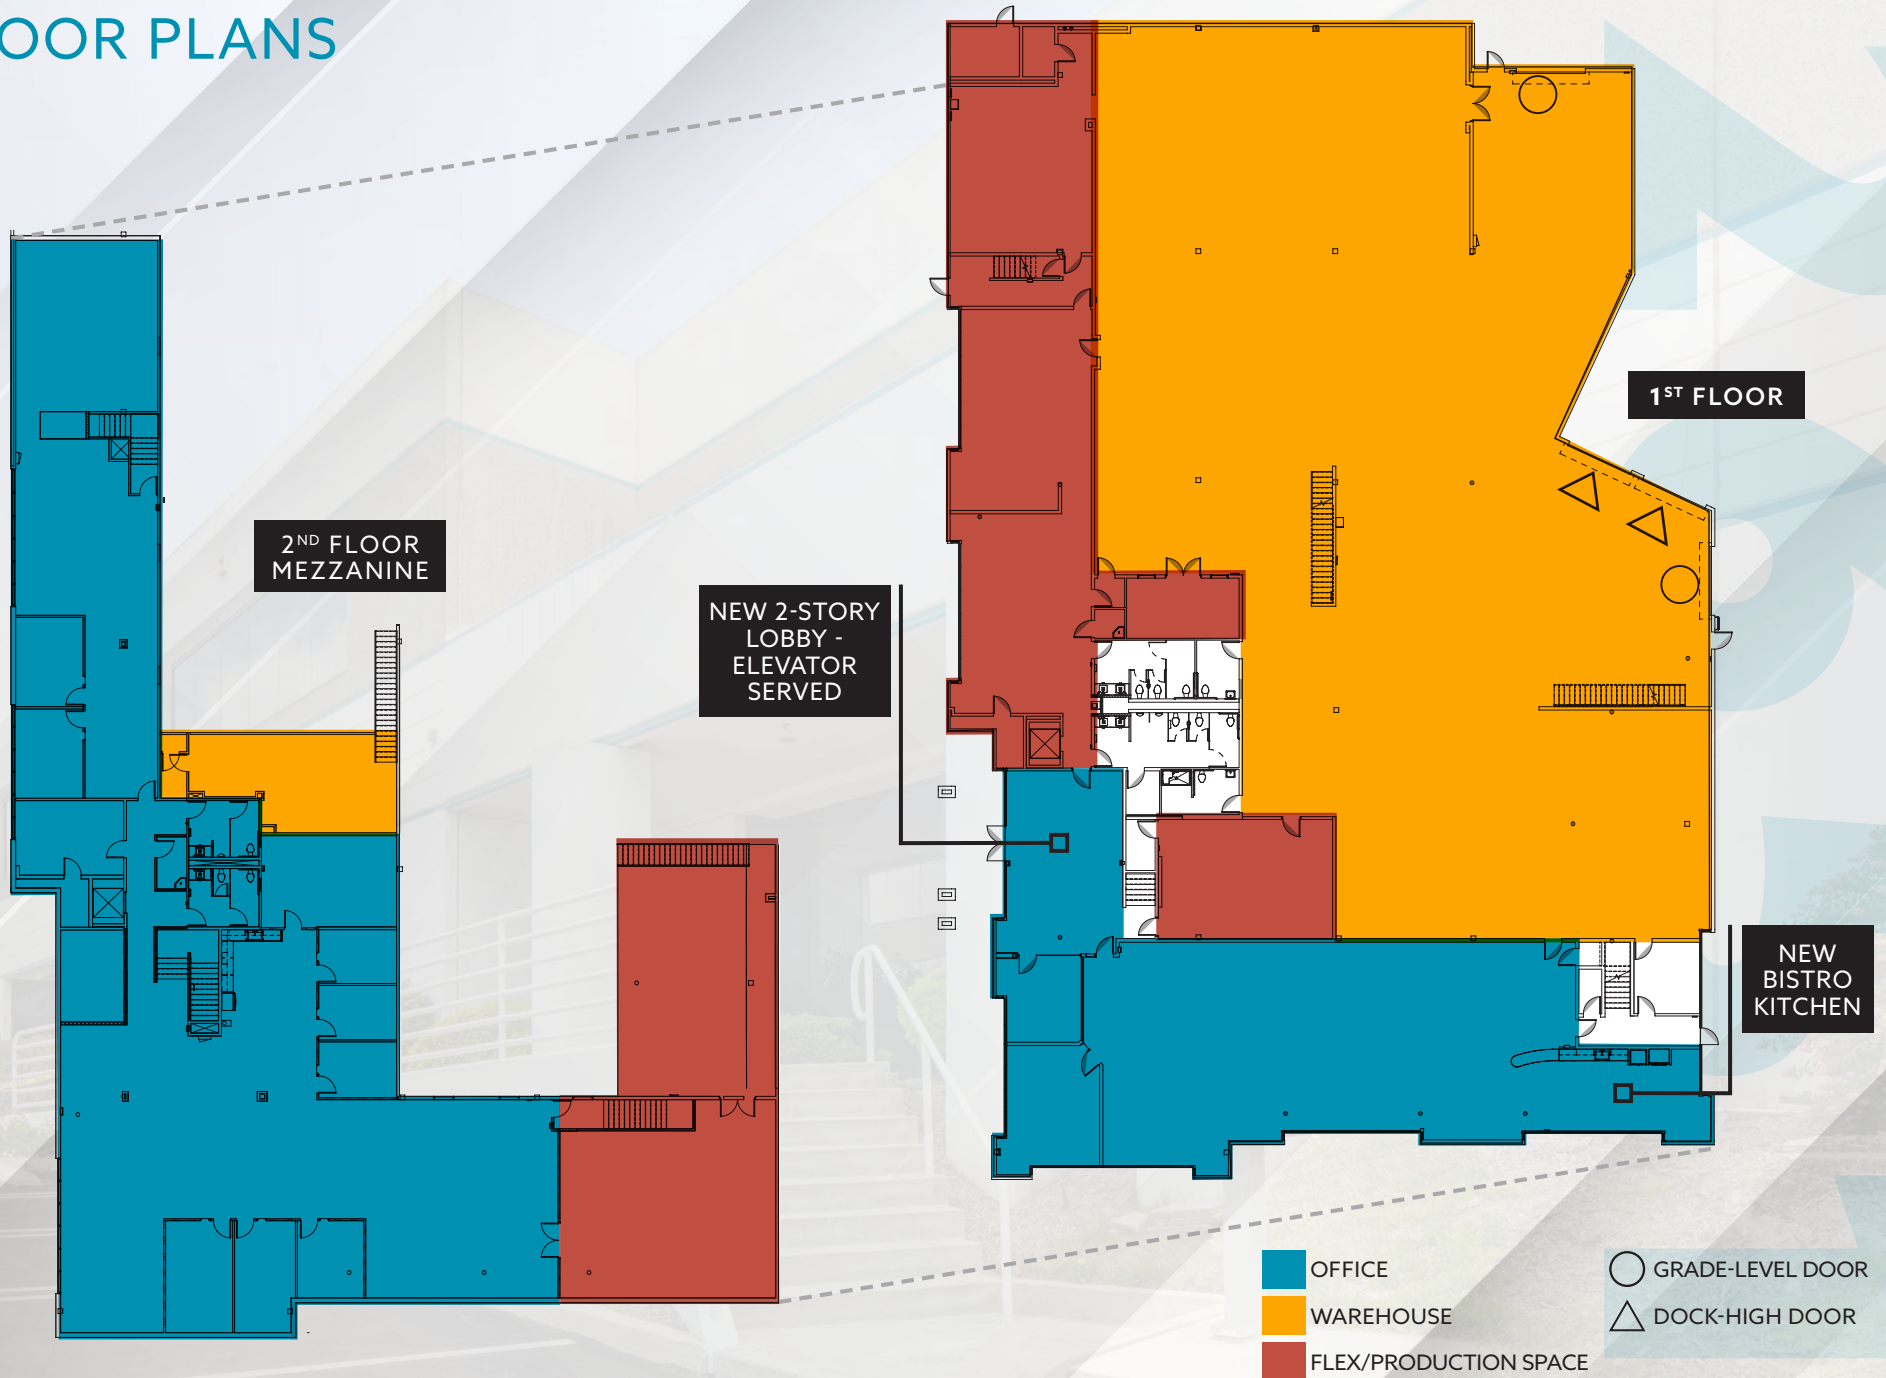 OOR PLANS
1ST FLOOR
2ND FLOOR
MEZZANINE
NEW 2-STORY
LOBBY -
ELEVATOR
SERVED
NEW
BISTRO
KITCHEN
OFFICE
WAREHOUSE
FLEX/PRODUCTION SPACE
GRADE-LEVEL DOOR
DOCK-HIGH DOOR